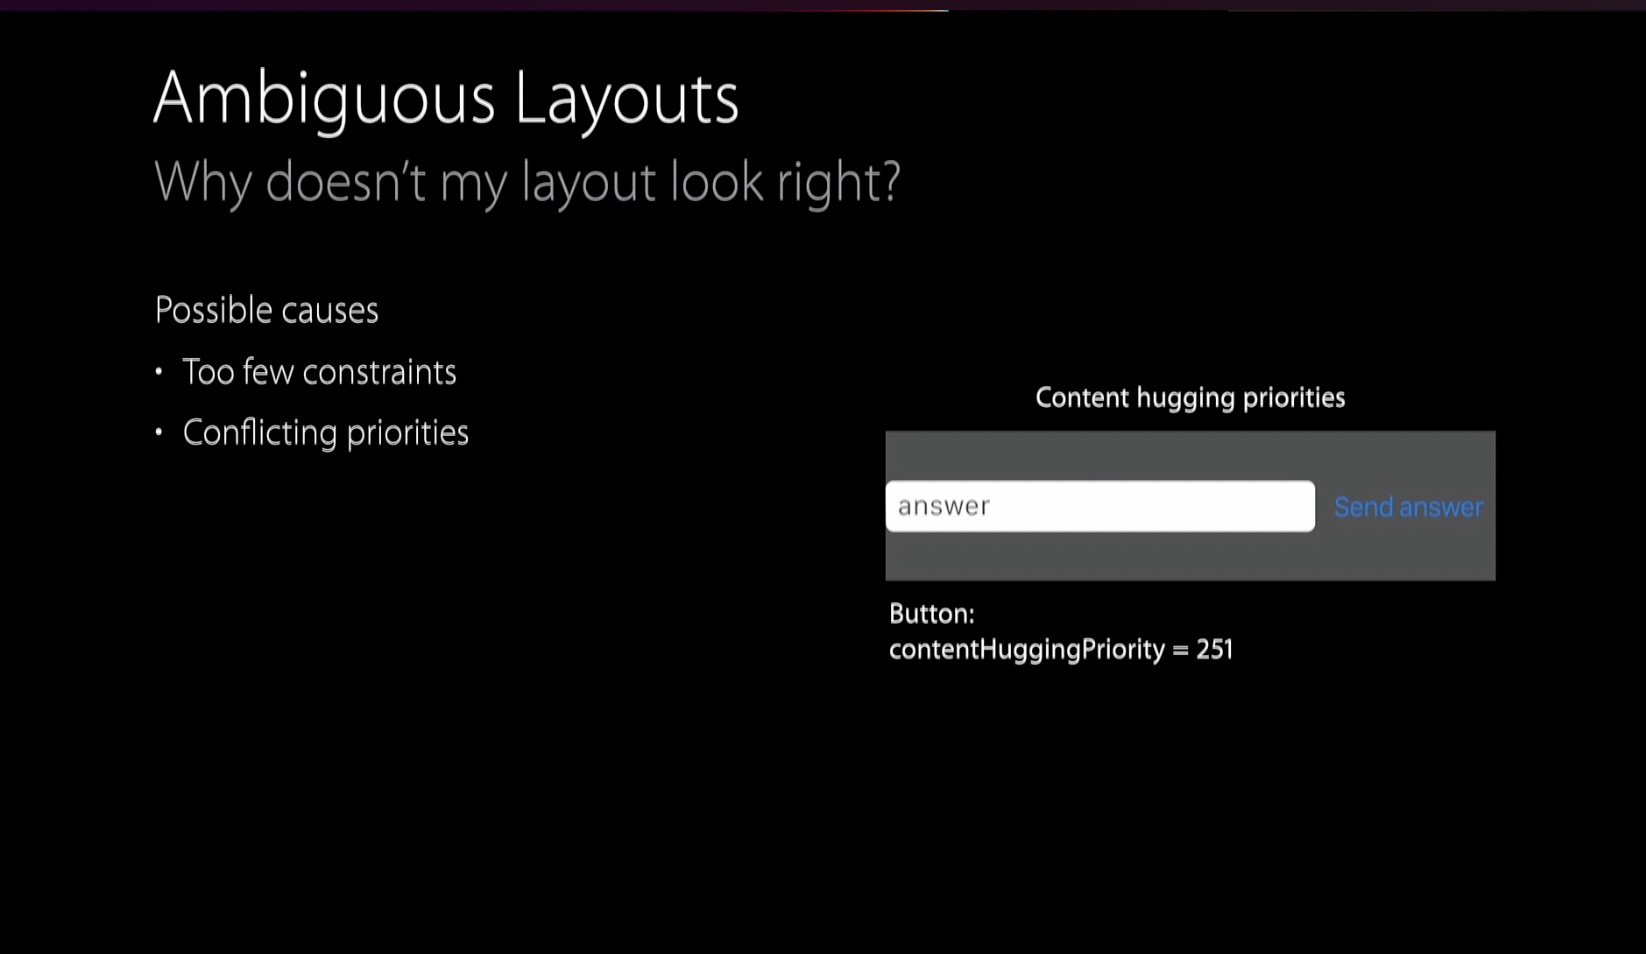 Ambiguous Layouts
Why doesn’t my layout look right?
Possible causes
• Too few constraints
• Conflicting priorities
Content hugging priorities
answer
Send answer
Button:
contentHuggingPriority = 251